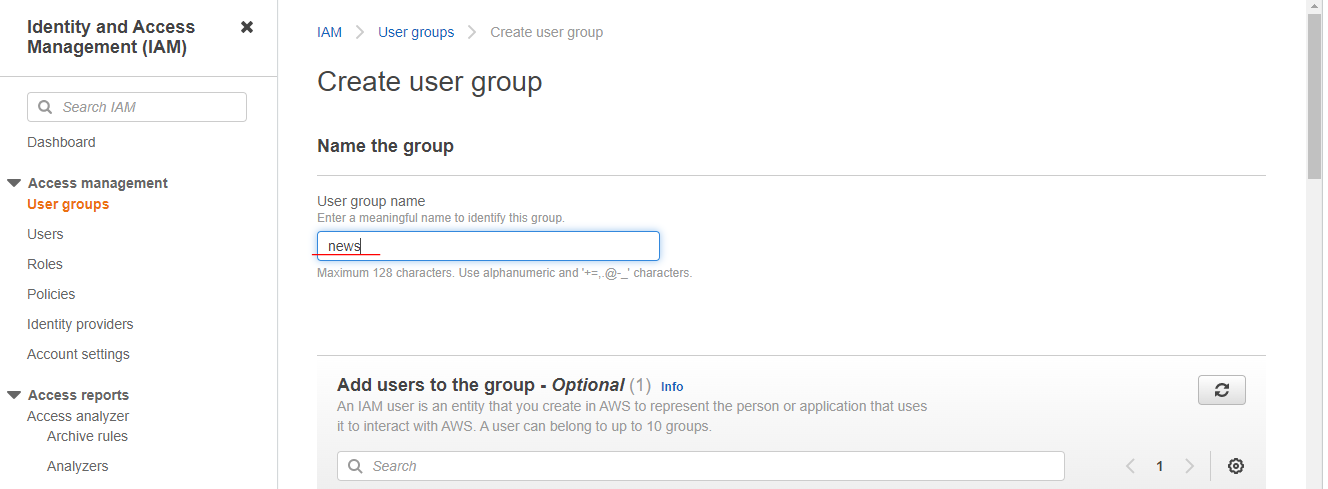 Identity and Access
Management (IAM)
Search IAM
Dashboard
Access management
User groups
Users
Roles
Policies
Identity providers
Account settings
Access reports
Access analyzer
Archive rules
Analyzers
IAM > User groups > Create user group
Create user group
Name the group
User group name
Enter a meaningful name to identify this group.
news
Maximum 128 characters. Use alphanumeric and '+=,.@-_' characters.
Add users to the group - Optional (1) Info
An IAM user is an entity that you create in AWS to represent the person or application that uses
it to interact with AWS. A user can belong to up to 10 groups.
Search
1